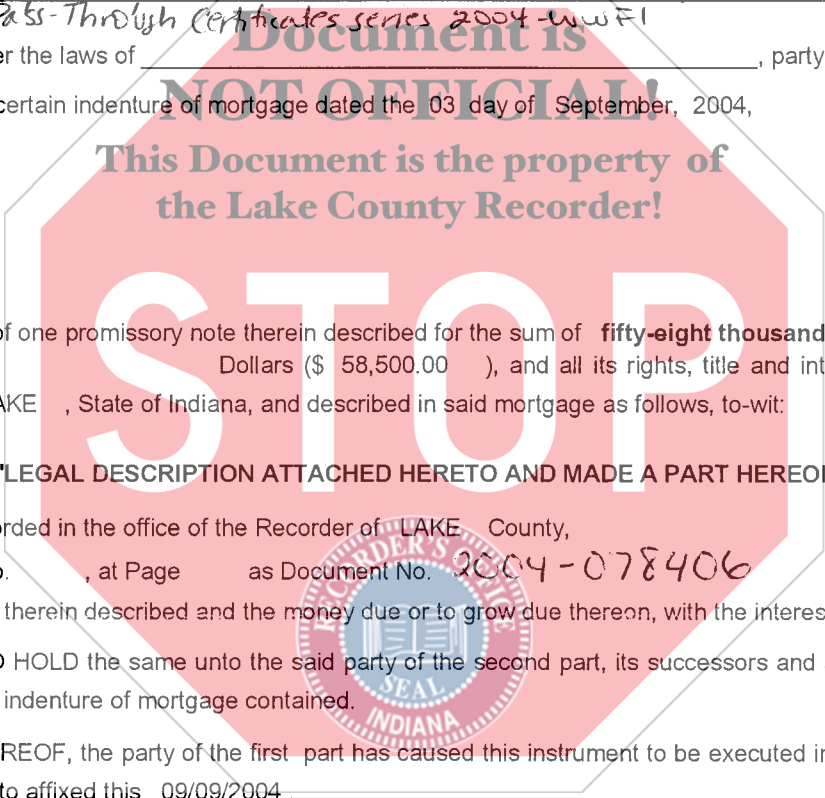 Pass-Through Certificates series 2004-WWF1
Document is
er the laws of ____, party
NOT OFFICIAL!
certain indenture of mortgage dated the 03 day of September, 2004,
This Document is the property of
the Lake County Recorder!
STOP
of one promissory note therein described for the sum of fifty-eight thousand
Dollars ($ 58,500.00 ), and all its rights, title and int
AKE , State of Indiana, and described in said mortgage as follows, to-wit:
"LEGAL DESCRIPTION ATTACHED HERETO AND MADE A PART HEREOF
orded in the office of the Recorder of LAKE County,
o. , at Page as Document No. 2004-078406
therein described and the money due or to grow due thereon, with the interes
O HOLD the same unto the said party of the second part, its successors and
indenture of mortgage contained.
REOF, the party of the first part has caused this instrument to be executed in
to affixed this 09/09/2004 .
RECORDER'S OFFICE
SEAL
INDIANA